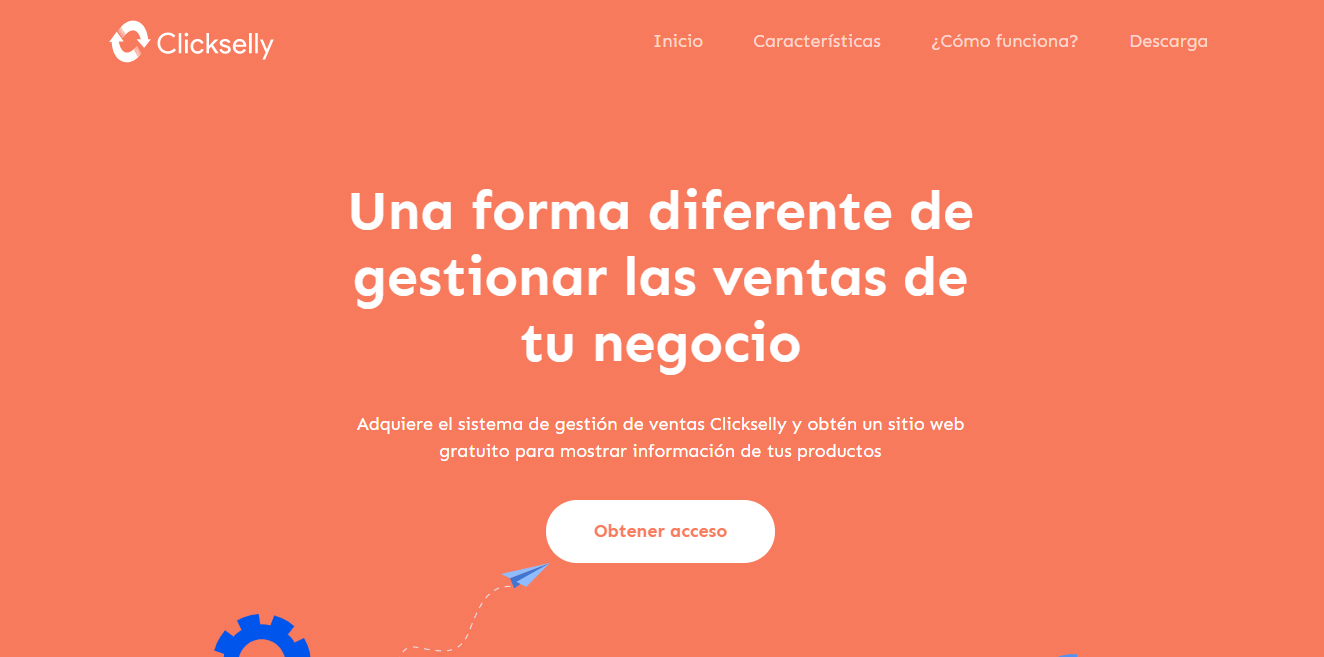 Clickselly
Inicio Características ¿Cómo funciona? Descarga
Una forma diferente de
gestionar las ventas de
tu negocio
Adquiere el sistema de gestión de ventas Clickselly y obtén un sitio web
gratuito para mostrar información de tus productos
Obtener acceso